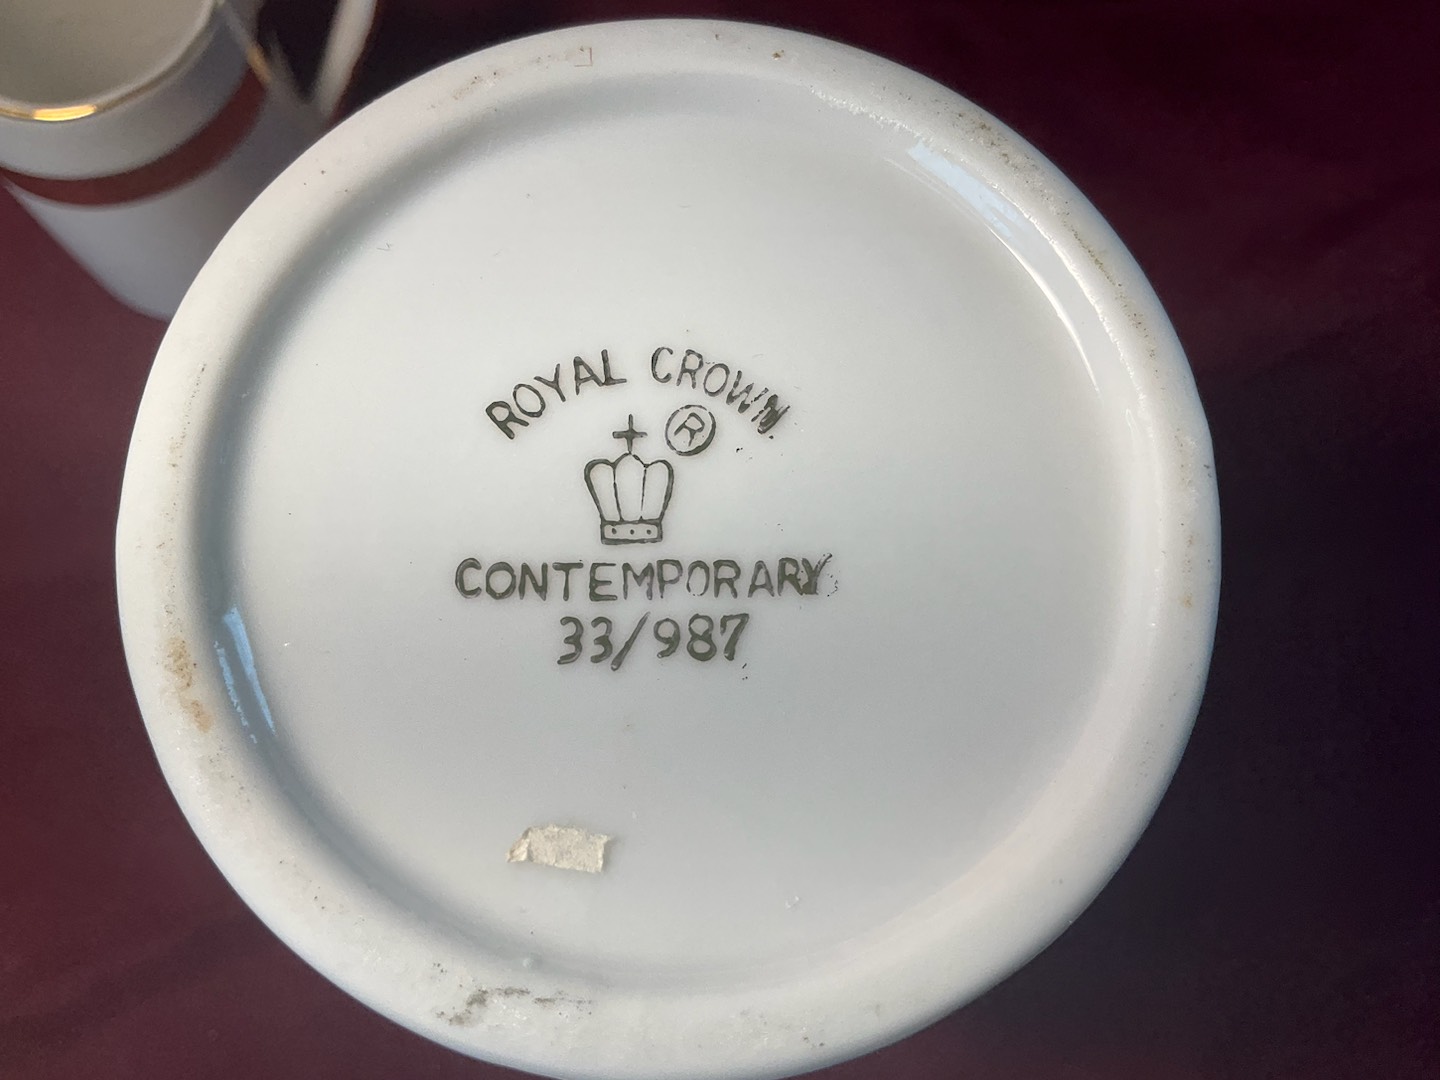 ROYAL CROWN
®
CONTEMPORARY
33/987